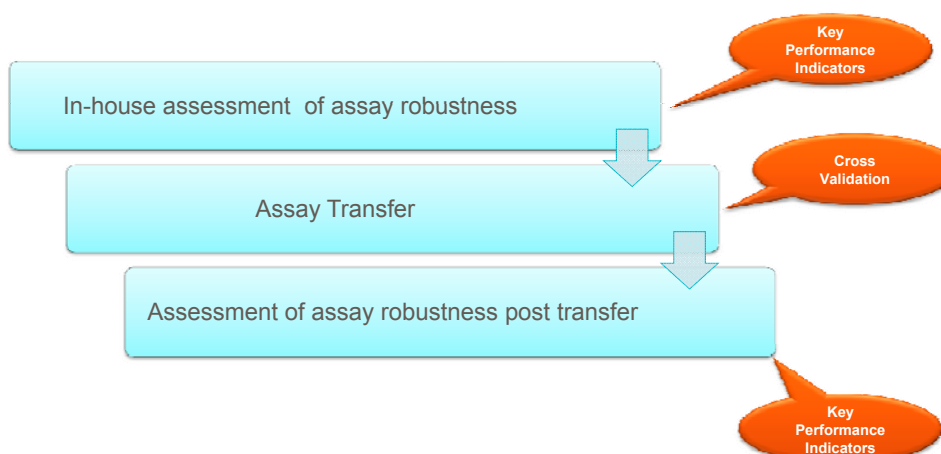 Key
Performance
Indicators
In-house assessment of assay robustness
Cross
Validation
Assay Transfer
Assessment of assay robustness post transfer
Key
Performance
Indicators